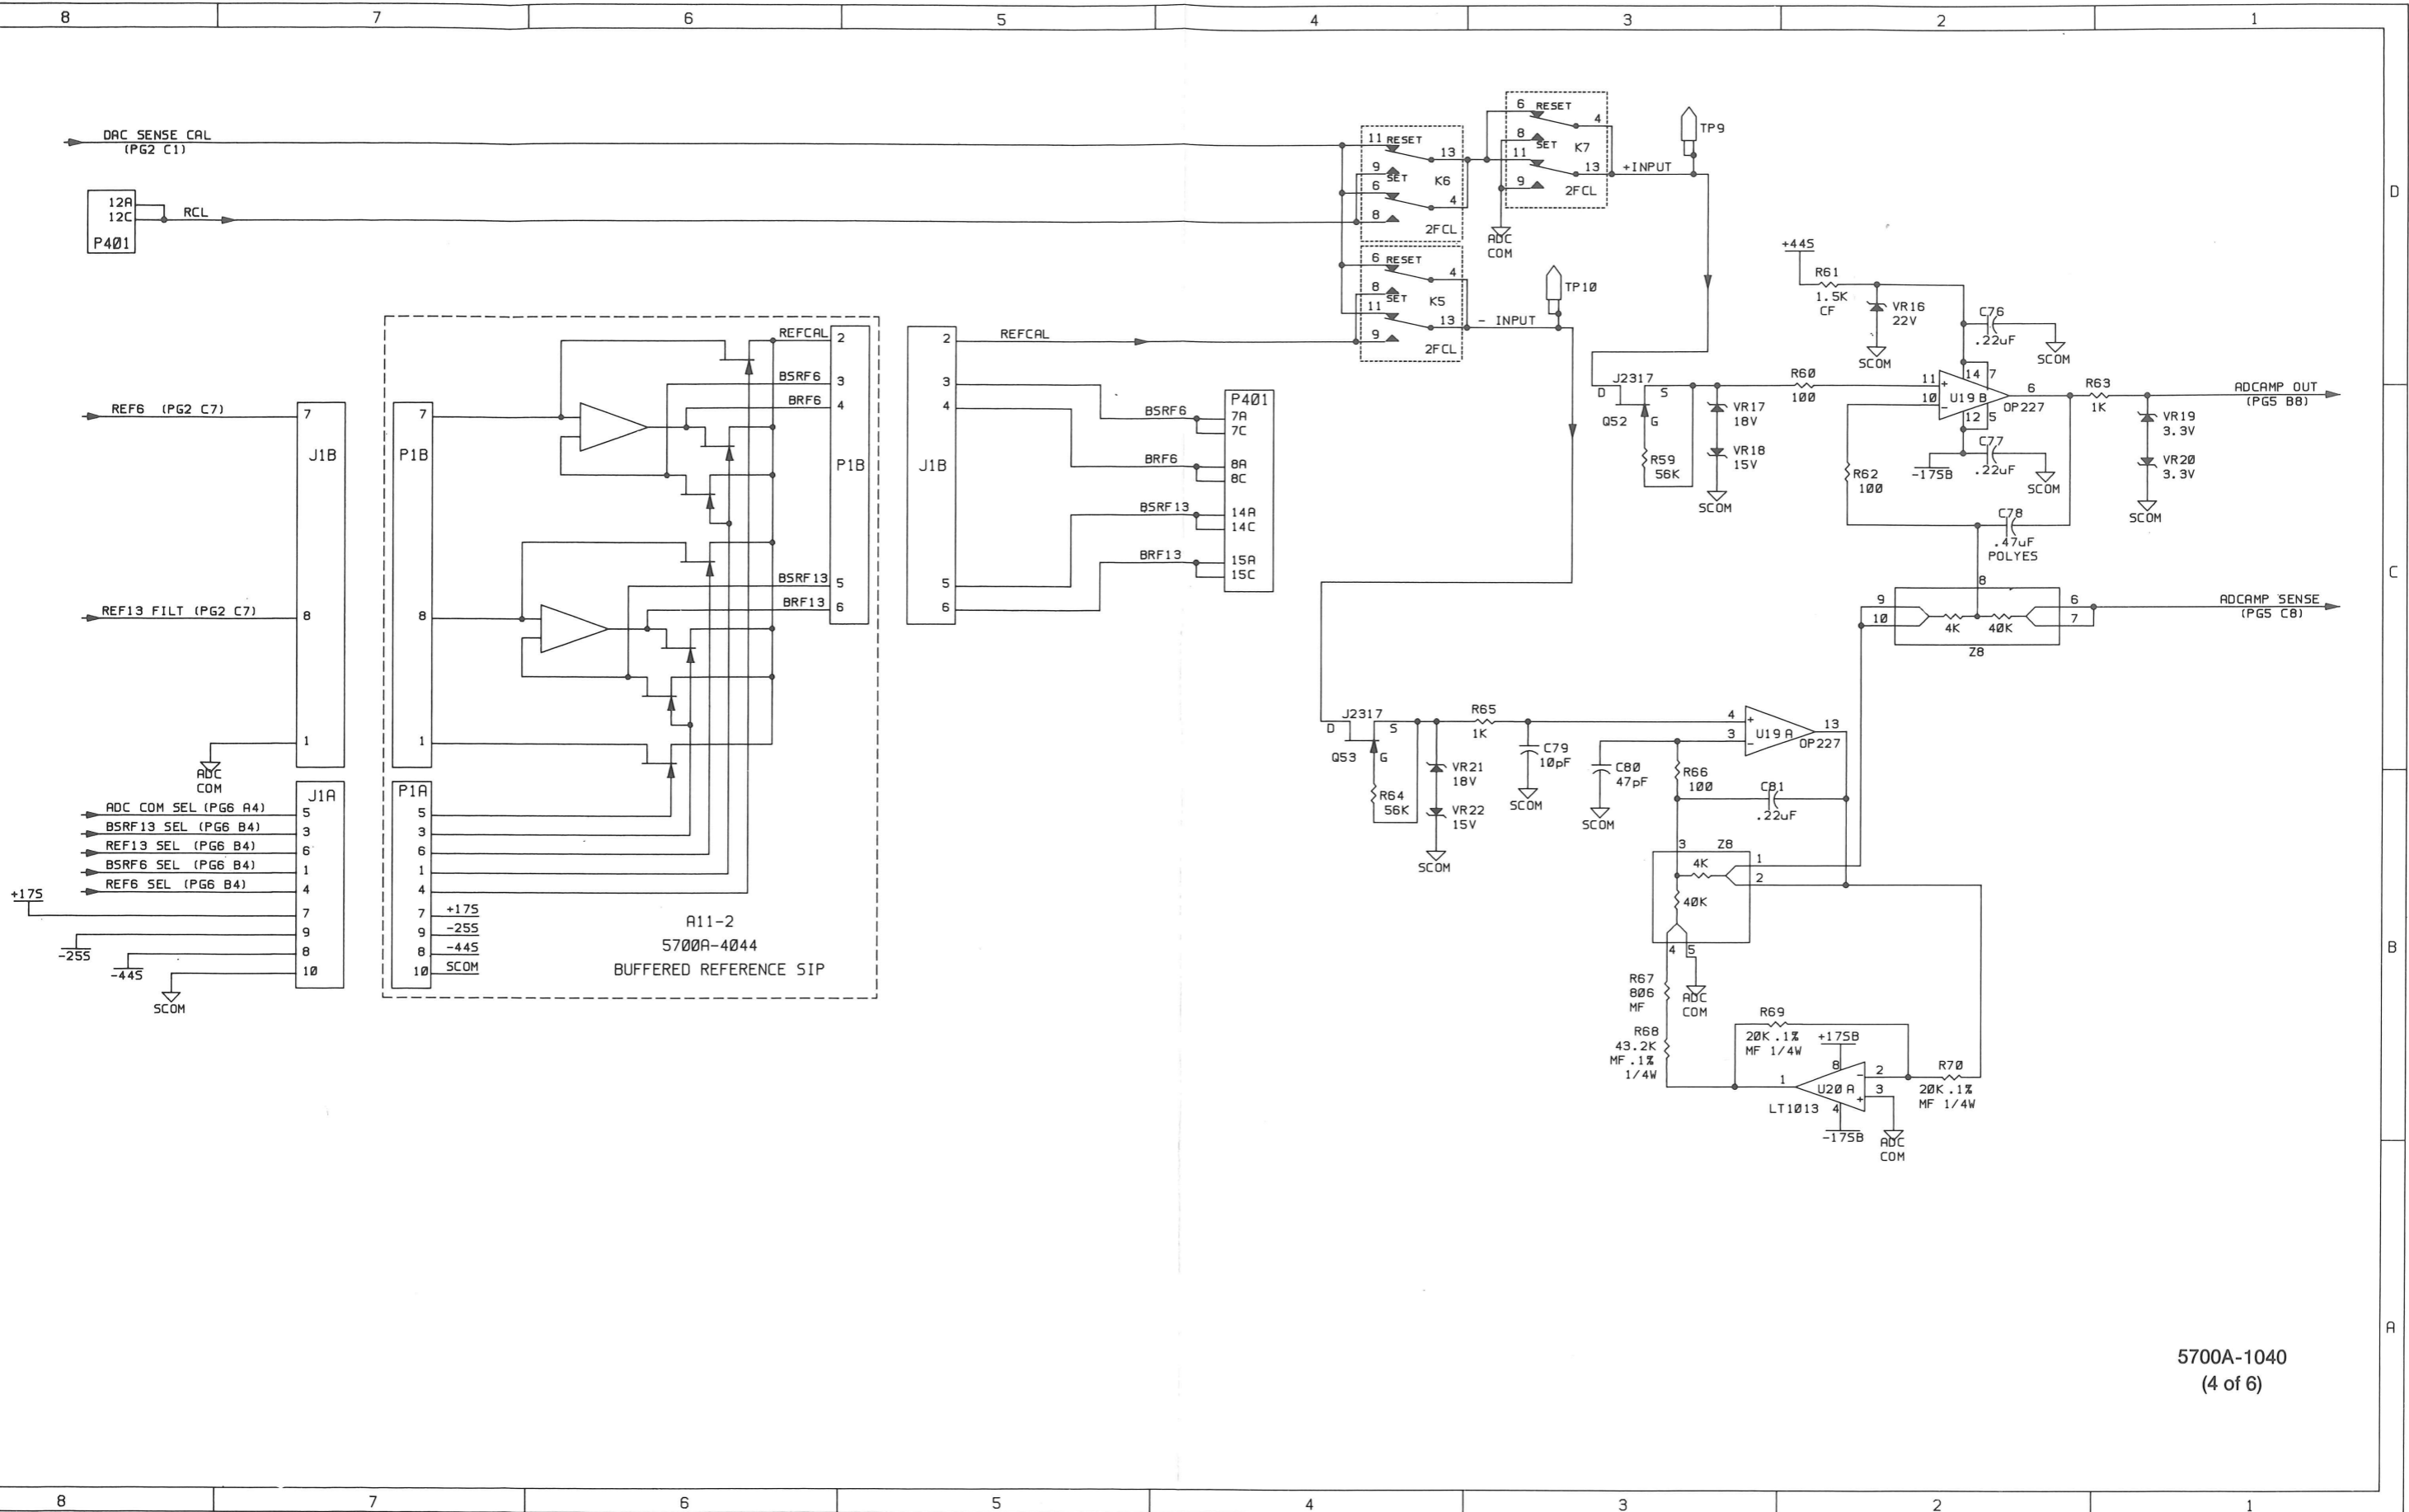 8 7 6 5 4 3 2 1
DAC SENSE CAL
(PG2 C1)
12A
12C
P401
RCL
REF6 (PG2 C7)
REF13 FILT (PG2 C7)
7
J1B
8
1
ADC
COM
ADC COM SEL (PG6 A4)
BSRF13 SEL (PG6 B4)
REF13 SEL (PG6 B4)
BSRF6 SEL (PG6 B4)
REF6 SEL (PG6 B4)
+17S
-25S
-44S
SCOM
J1A
5
3
6
1
4
7
9
8
10
7
P1B
8
1
P1A
5
3
6
1
4
7 +17S
9 -25S
8 -44S
10 SCOM
A11-2
5700A-4044
BUFFERED REFERENCE SIP
REFCAL 2
BSRF6 3
BRF6 4
P1B
BSRF13 5
BRF13 6
2 REFCAL
3
4
J1B
5
6
P401
BSRF6 7A
7C
BRF6 8A
8C
BSRF13 14A
14C
BRF13 15A
15C
11 RESET
13
9
SET
6
K6
4
8
2FCL
6 RESET
4
8
SET
K5
11
13
9
2FCL
- INPUT
TP10
6 RESET
4
8
SET
K7
11
13
9
2FCL
+INPUT
TP9
ADC
COM
J2317
D S
Q52 G
R59
56K
VR17
18V
VR18
15V
SCOM
R60
100
+44S
R61
1.5K
CF
VR16
22V
SCOM
C76
.22uF
SCOM
11 +
10 -
14 7
U19 B
6
OP227
12 5
-17SB
C77
.22uF
SCOM
R62
100
C78
.47uF
POLYES
R63
1K
VR19
3.3V
VR20
3.3V
SCOM
ADCAMP OUT
(PG5 B8)
8
9
10
4K
40K
6
7
Z8
ADCAMP SENSE
(PG5 C8)
J2317
D S
Q53 G
R64
56K
VR21
18V
VR22
15V
SCOM
R65
1K
C79
10pF
SCOM
C80
47pF
SCOM
4 +
3 -
U19 A
13
OP227
R66
100
C81
.22uF
3 Z8
4K
1
2
40K
4 5
ADC
COM
R67
806
MF
R68
43.2K
MF .1%
1/4W
R69
20K .1%
MF 1/4W
+17SB
8
1
U20 A
- 2
+ 3
LT1013
4
-17SB
R70
20K .1%
MF 1/4W
ADC
COM
D
C
B
A
5700A-1040
(4 of 6)
8 7 6 5 4 3 2 1